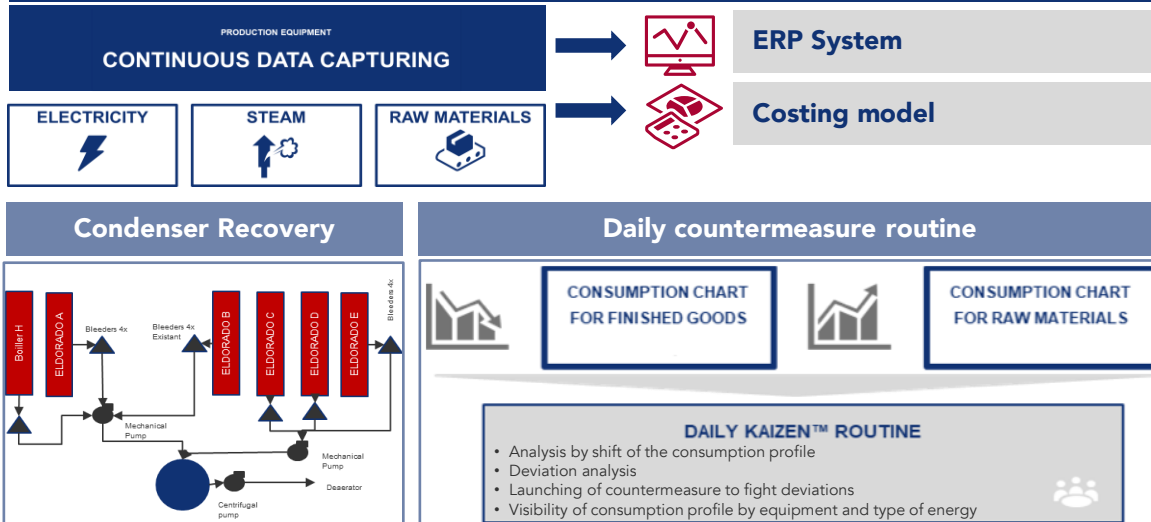 PRODUCTION EQUIPMENT
CONTINUOUS DATA CAPTURING
ELECTRICITY
STEAM
RAW MATERIALS
ERP System
Costing model
Condenser Recovery
Boiller H
ELDORADO A
Bleeders 4x
Bleeders 4x
Existant
ELDORADO B
ELDORADO C
ELDORADO D
ELDORADO E
Bleeders 4x
Mechanical
Pump
Mechanical
Pump
Centrifugal
pump
Deaerator
Daily countermeasure routine
CONSUMPTION CHART
FOR FINISHED GOODS
CONSUMPTION CHART
FOR RAW MATERIALS
DAILY KAIZEN™ ROUTINE
• Analysis by shift of the consumption profile
• Deviation analysis
• Launching of countermeasure to fight deviations
• Visibility of consumption profile by equipment and type of energy